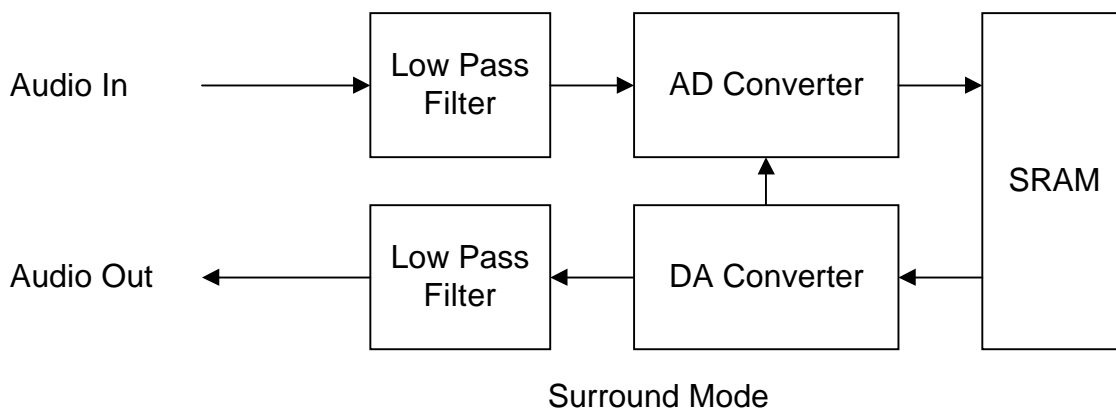 Audio In
Low Pass
Filter
AD Converter
SRAM
Audio Out
Low Pass
Filter
DA Converter
Surround Mode